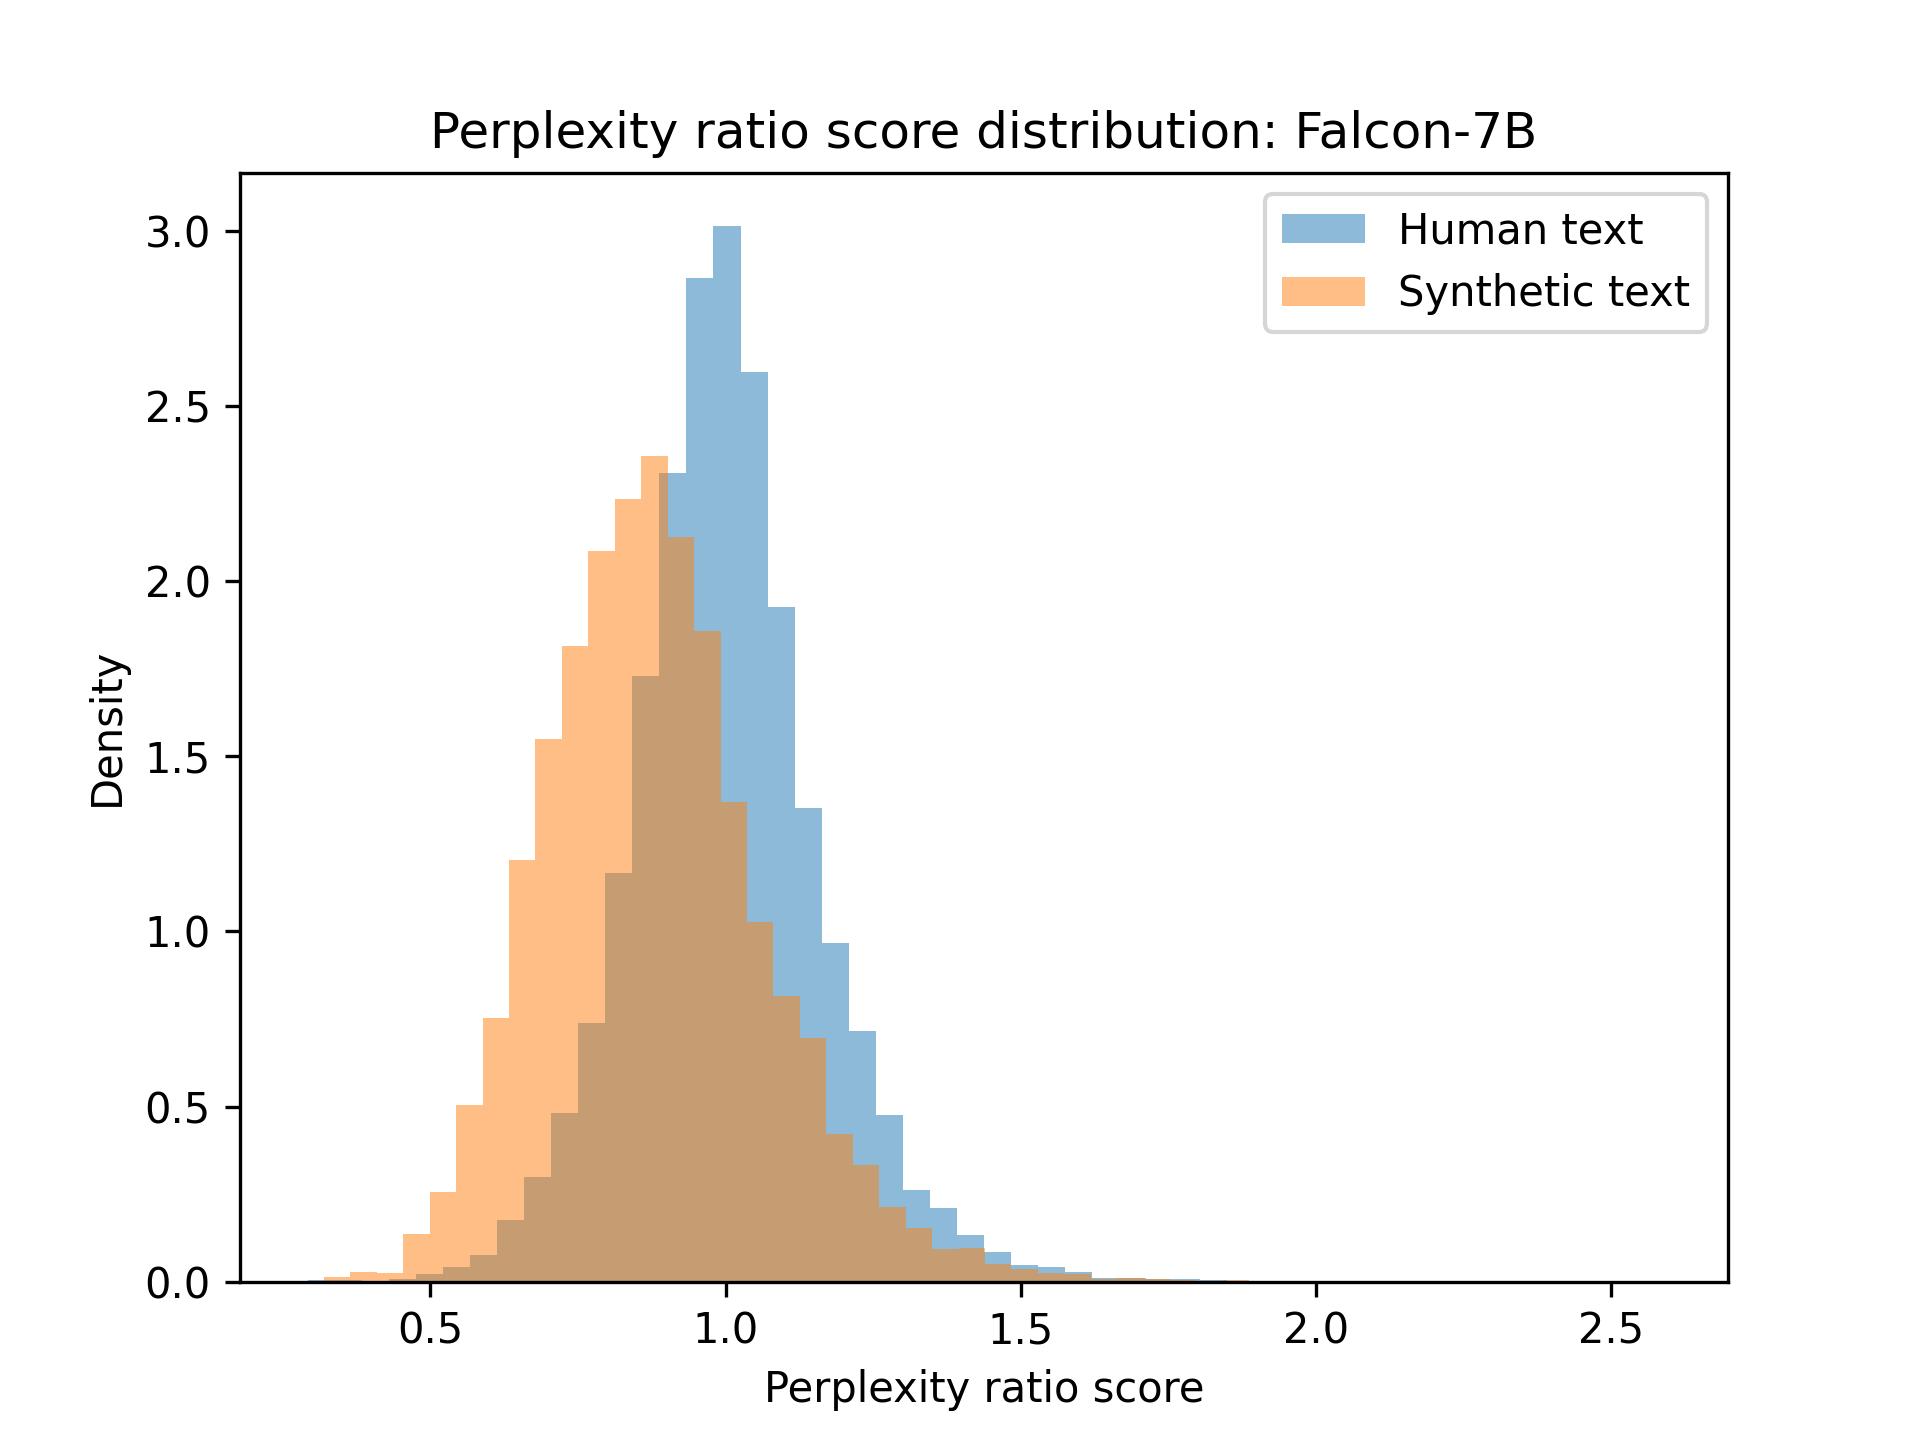 Perplexity ratio score distribution: Falcon-7B
Human text
Synthetic text
3.0
2.5
2.0
1.5
1.0
0.5
0.0
Density
0.5 1.0 1.5 2.0 2.5
Perplexity ratio score